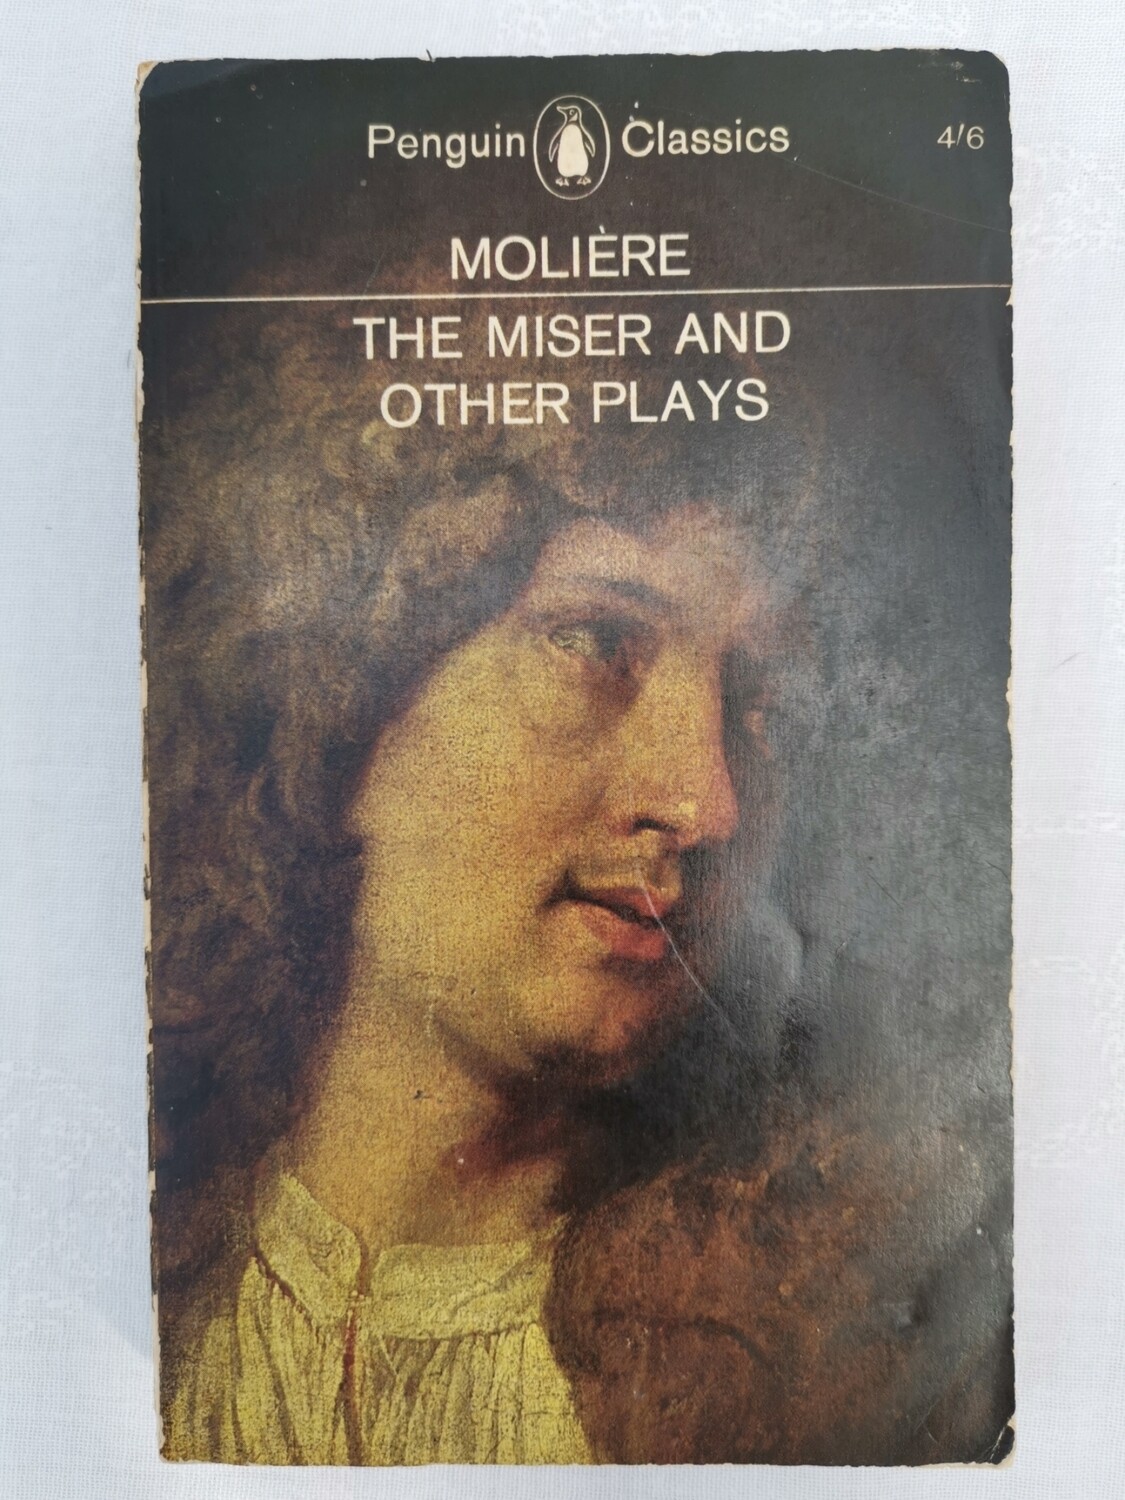 Penguin Classics 4/6
MOLIÈRE
THE MISER AND
OTHER PLAYS